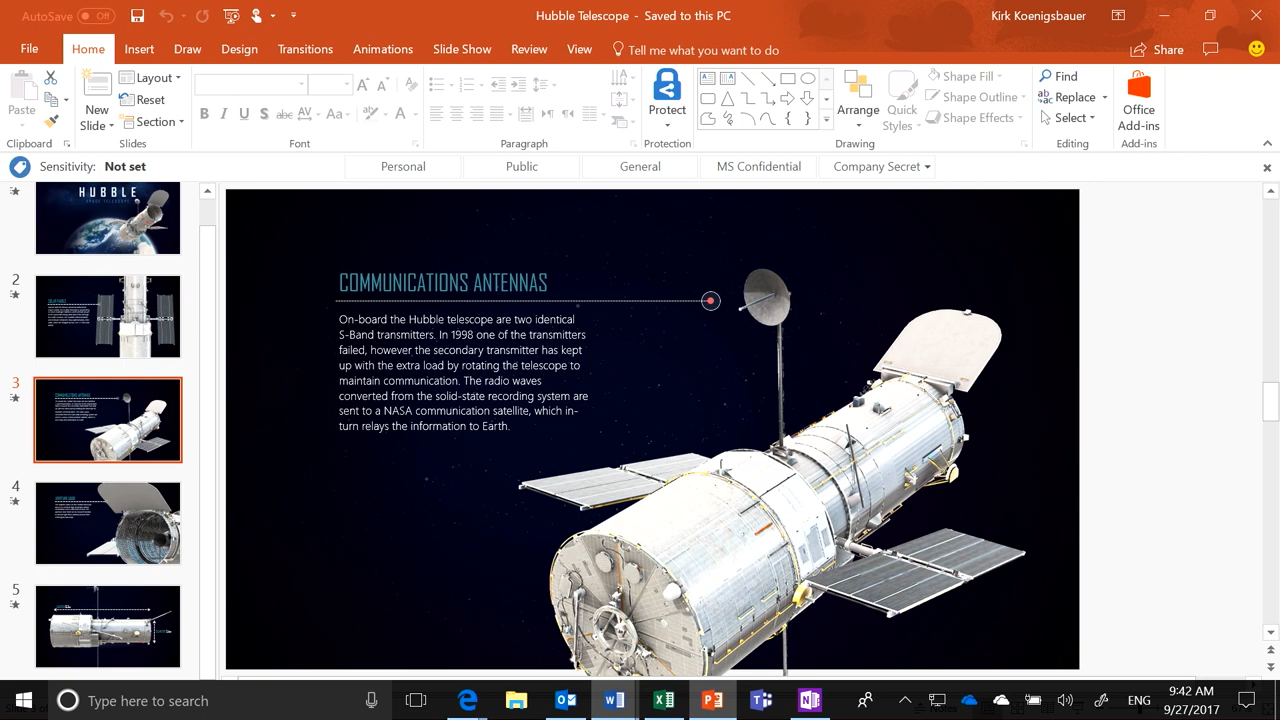 AutoSave Off
Hubble Telescope - Saved to this PC
Kirk Koenigsbauer
File Home Insert Draw Design Transitions Animations Slide Show Review View Tell me what you want to do Share
Paste
New Slide
Layout
Reset
Section
Protect
Arrange
Quick Styles
Shape Fill
Shape Outline
Shape Effects
Find
Replace
Select
Office Add-ins
Clipboard Slides Font Paragraph Protection Drawing Editing Add-ins
Sensitivity: Not set Personal Public General MS Confidential Company Secret
HUBBLE
SPACE TELESCOPE
2
3
4
5
COMMUNICATIONS ANTENNAS
On-board the Hubble telescope are two identical
S-Band transmitters. In 1998 one of the transmitters
failed, however the secondary transmitter has kept
up with the extra load by rotating the telescope to
maintain communication. The radio waves
converted from the solid-state recording system are
sent to a NASA communication satellite, which in-
turn relays the information to Earth.
Type here to search
ENG
9:42 AM
9/27/2017